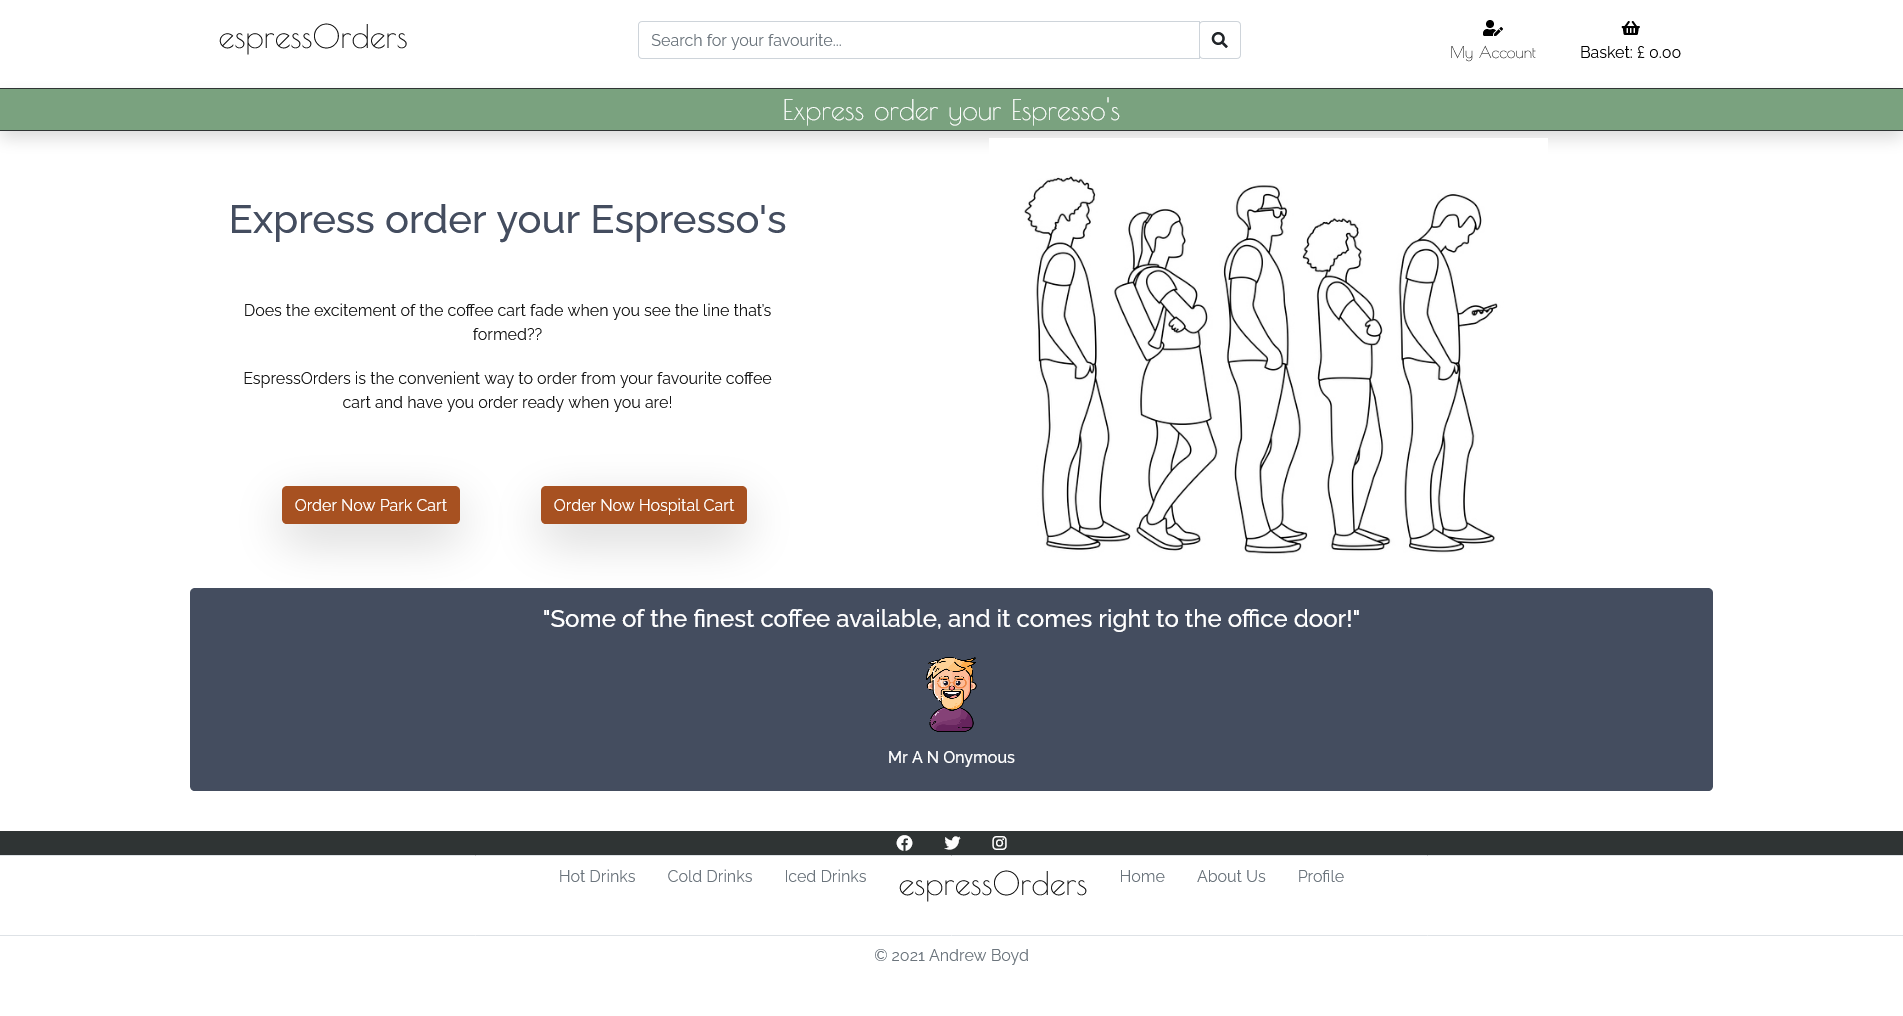 espressOrders
Search for your favourite...
My Account
Basket: £ 0.00
Express order your Espresso's
Express order your Espresso's
Does the excitement of the coffee cart fade when you see the line that's
formed??
EspressOrders is the convenient way to order from your favourite coffee
cart and have you order ready when you are!
Order Now Park Cart
Order Now Hospital Cart
"Some of the finest coffee available, and it comes right to the office door!"
Mr A N Onymous
Hot Drinks
Cold Drinks
Iced Drinks
espressOrders
Home
About Us
Profile
© 2021 Andrew Boyd